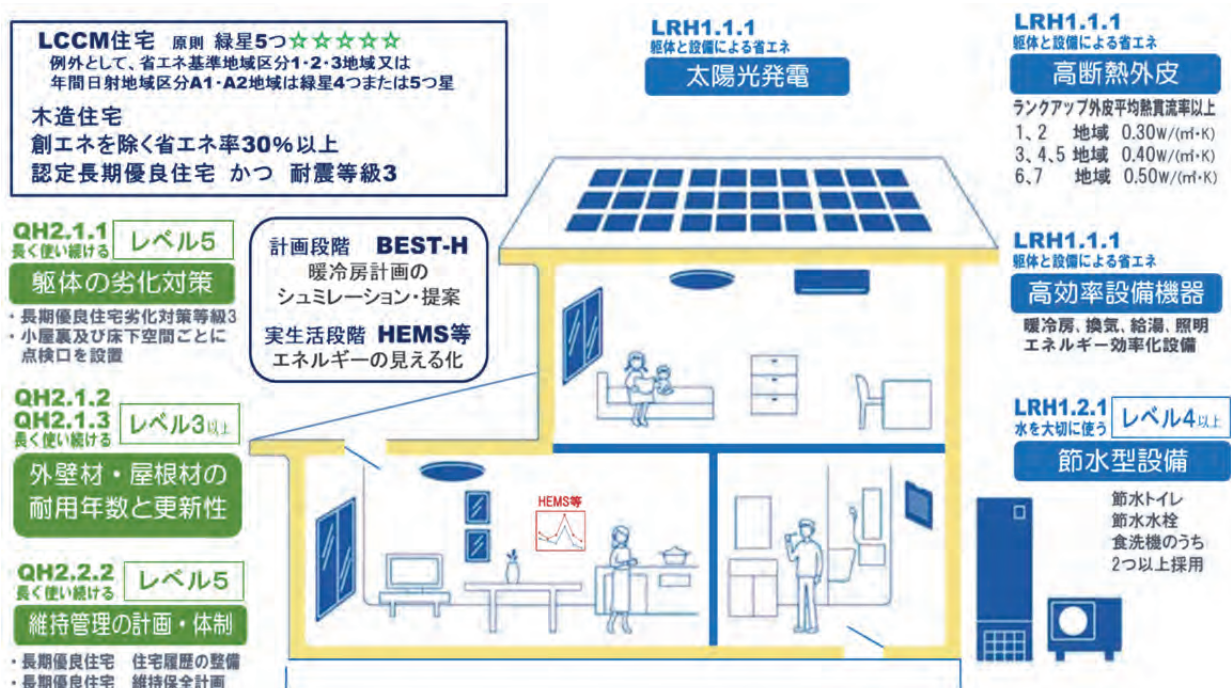 LCCM住宅 原則 緑星5つ☆☆☆☆☆
例外として、省エネ基準地域区分1・2・3地域又は
年間日射地域区分A1・A2地域は緑星4つまたは5つ星
木造住宅
創エネを除く省エネ率30%以上
認定長期優良住宅 かつ 耐震等級3
LRH1.1.1
躯体と設備による省エネ
太陽光発電
LRH1.1.1
躯体と設備による省エネ
高断熱外皮
ランクアップ外皮平均熱貫流率以上
1、2 地域 0.30W/(㎡・K)
3、4、5 地域 0.40W/(㎡・K)
6、7 地域 0.50W/(㎡・K)
QH2.1.1
長く使い続ける
レベル5
躯体の劣化対策
・長期優良住宅劣化対策等級3
・小屋裏及び床下空間ごとに
点検口を設置
計画段階 BEST-H
暖冷房計画の
シュミレーション・提案
実生活段階 HEMS等
エネルギーの見える化
LRH1.1.1
躯体と設備による省エネ
高効率設備機器
暖冷房、換気、給湯、照明
エネルギー効率化設備
QH2.1.2
QH2.1.3
長く使い続ける
レベル3以上
外壁材・屋根材の
耐用年数と更新性
LRH1.2.1
水を大切に使う
レベル4以上
節水型設備
節水トイレ
節水水栓
食洗機のうち
2つ以上採用
HEMS等
QH2.2.2
長く使い続ける
レベル5
維持管理の計画・体制
・長期優良住宅 住宅履歴の整備
・長期優良住宅 維持保全計画